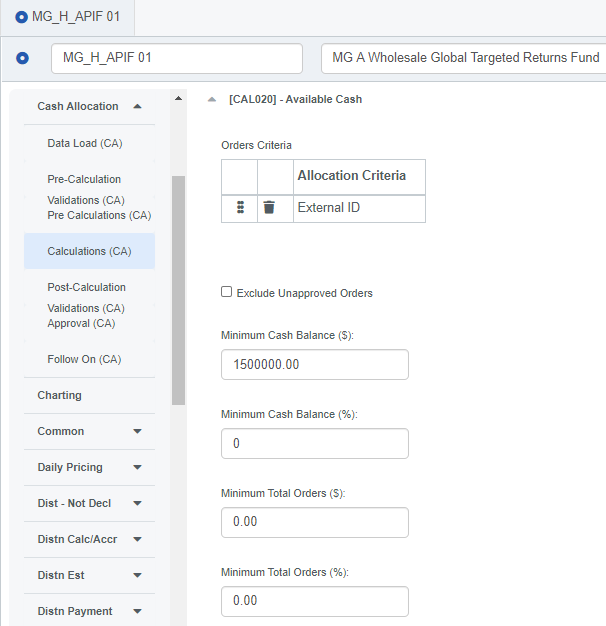 MG_H_APIF 01
MG_H_APIF 01
MG A Wholesale Global Targeted Returns Fund
Cash Allocation
Data Load (CA)
Pre-Calculation
Validations (CA)
Pre Calculations (CA)
Calculations (CA)
Post-Calculation
Validations (CA)
Approval (CA)
Follow On (CA)
Charting
Common
Daily Pricing
Dist - Not Decl
Distn Calc/Accr
Distn Est
Distn Payment
[CAL020] - Available Cash
Orders Criteria
Allocation Criteria
External ID
Exclude Unapproved Orders
Minimum Cash Balance ($):
1500000.00
Minimum Cash Balance (%):
0
Minimum Total Orders ($):
0.00
Minimum Total Orders (%):
0.00